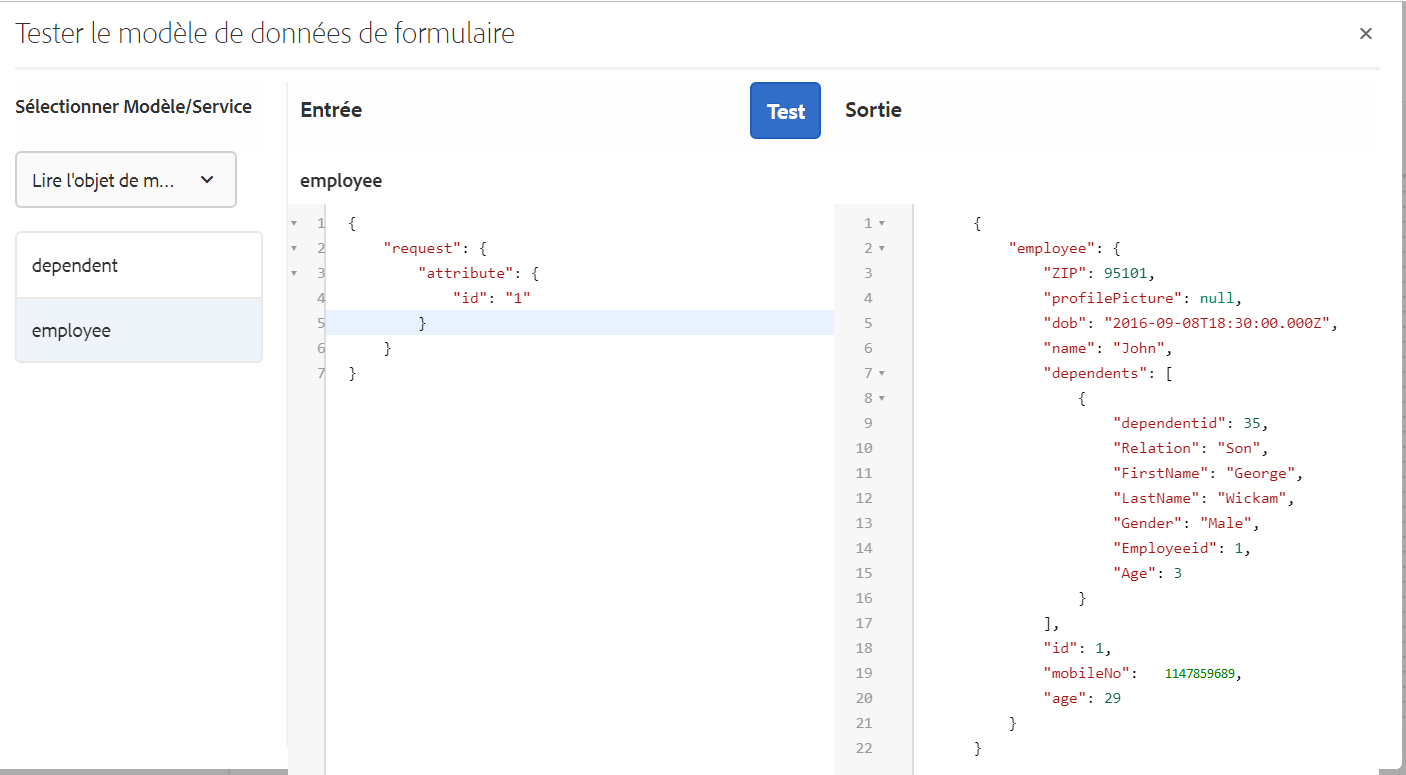 Tester le modèle de données de formulaire
×
Sélectionner Modèle/Service
Lire l'objet de m...
dependent
employee
Entrée
Test
employee
1 {
2 "request": {
3 "attribute": {
4 "id": "1"
5 }
6 }
7 }
Sortie
1 {
2 "employee": {
3 "ZIP": 95101,
4 "profilePicture": null,
5 "dob": "2016-09-08T18:30:00.000Z",
6 "name": "John",
7 "dependents": [
8 {
9 "dependentid": 35,
10 "Relation": "Son",
11 "FirstName": "George",
12 "LastName": "Wickam",
13 "Gender": "Male",
14 "Employeeid": 1,
15 "Age": 3
16 }
17 ],
18 "id": 1,
19 "mobileNo": 1147859689,
20 "age": 29
21 }
22 }